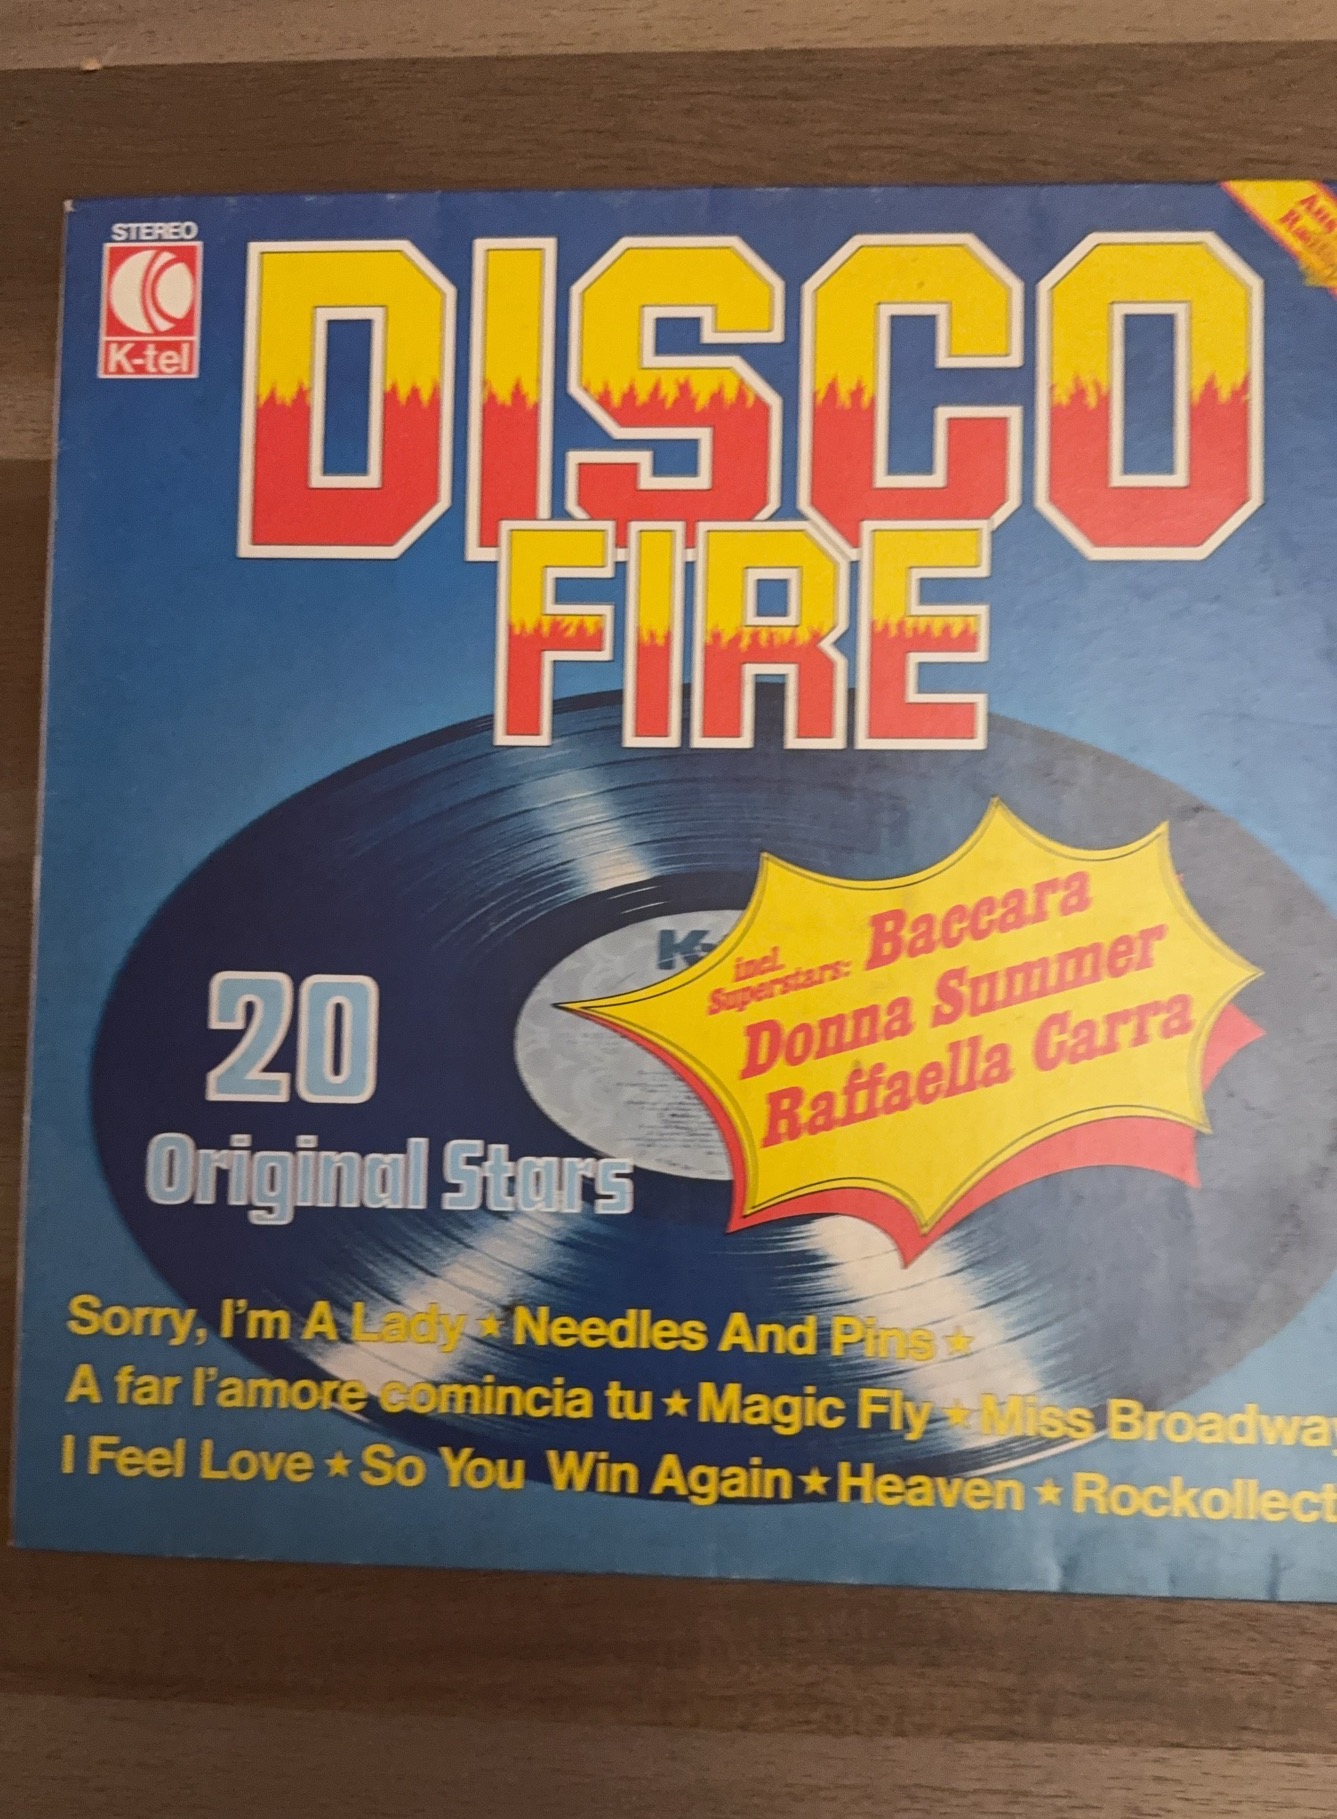 STEREO
K-tel
DISCO
FIRE
incl.
Superstars: Baccara
Donna Summer
Raffaella Carra
20
Original Stars
Sorry, I'm A Lady ★ Needles And Pins ★
A far l'amore comincia tu ★ Magic Fly ★ Miss Broadway
I Feel Love ★ So You Win Again ★ Heaven ★ Rockollect